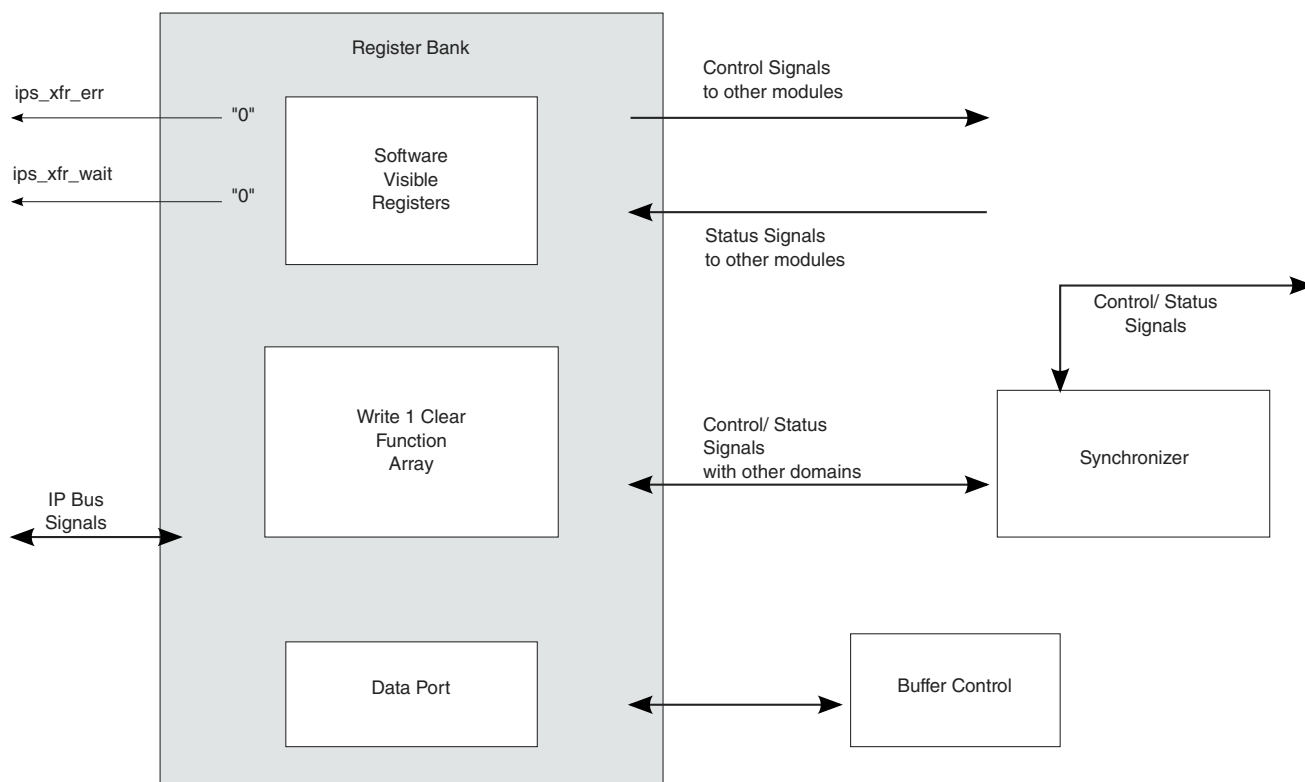 Register Bank
ips_xfr_err
"0"
Software
Visible
Registers
Control Signals
to other modules
ips_xfr_wait
"0"
Status Signals
to other modules
Control/ Status
Signals
Write 1 Clear
Function
Array
Control/ Status
Signals
with other domains
Synchronizer
IP Bus
Signals
Data Port
Buffer Control